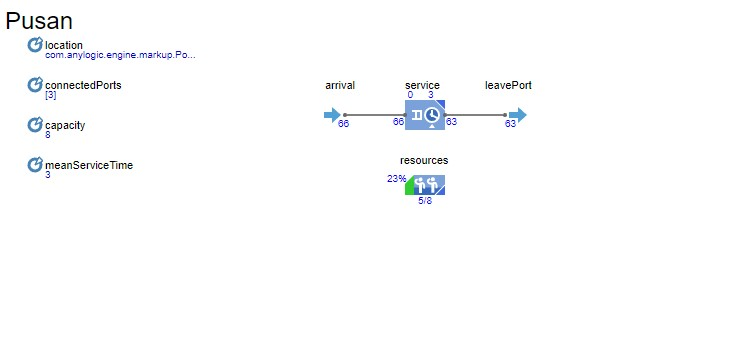 Pusan
location
com.anylogic.engine.markup.Po...
connectedPorts
[3]
capacity
8
meanServiceTime
3
arrival service leavePort
0 3
66 66 63 63
resources
23%
5/8